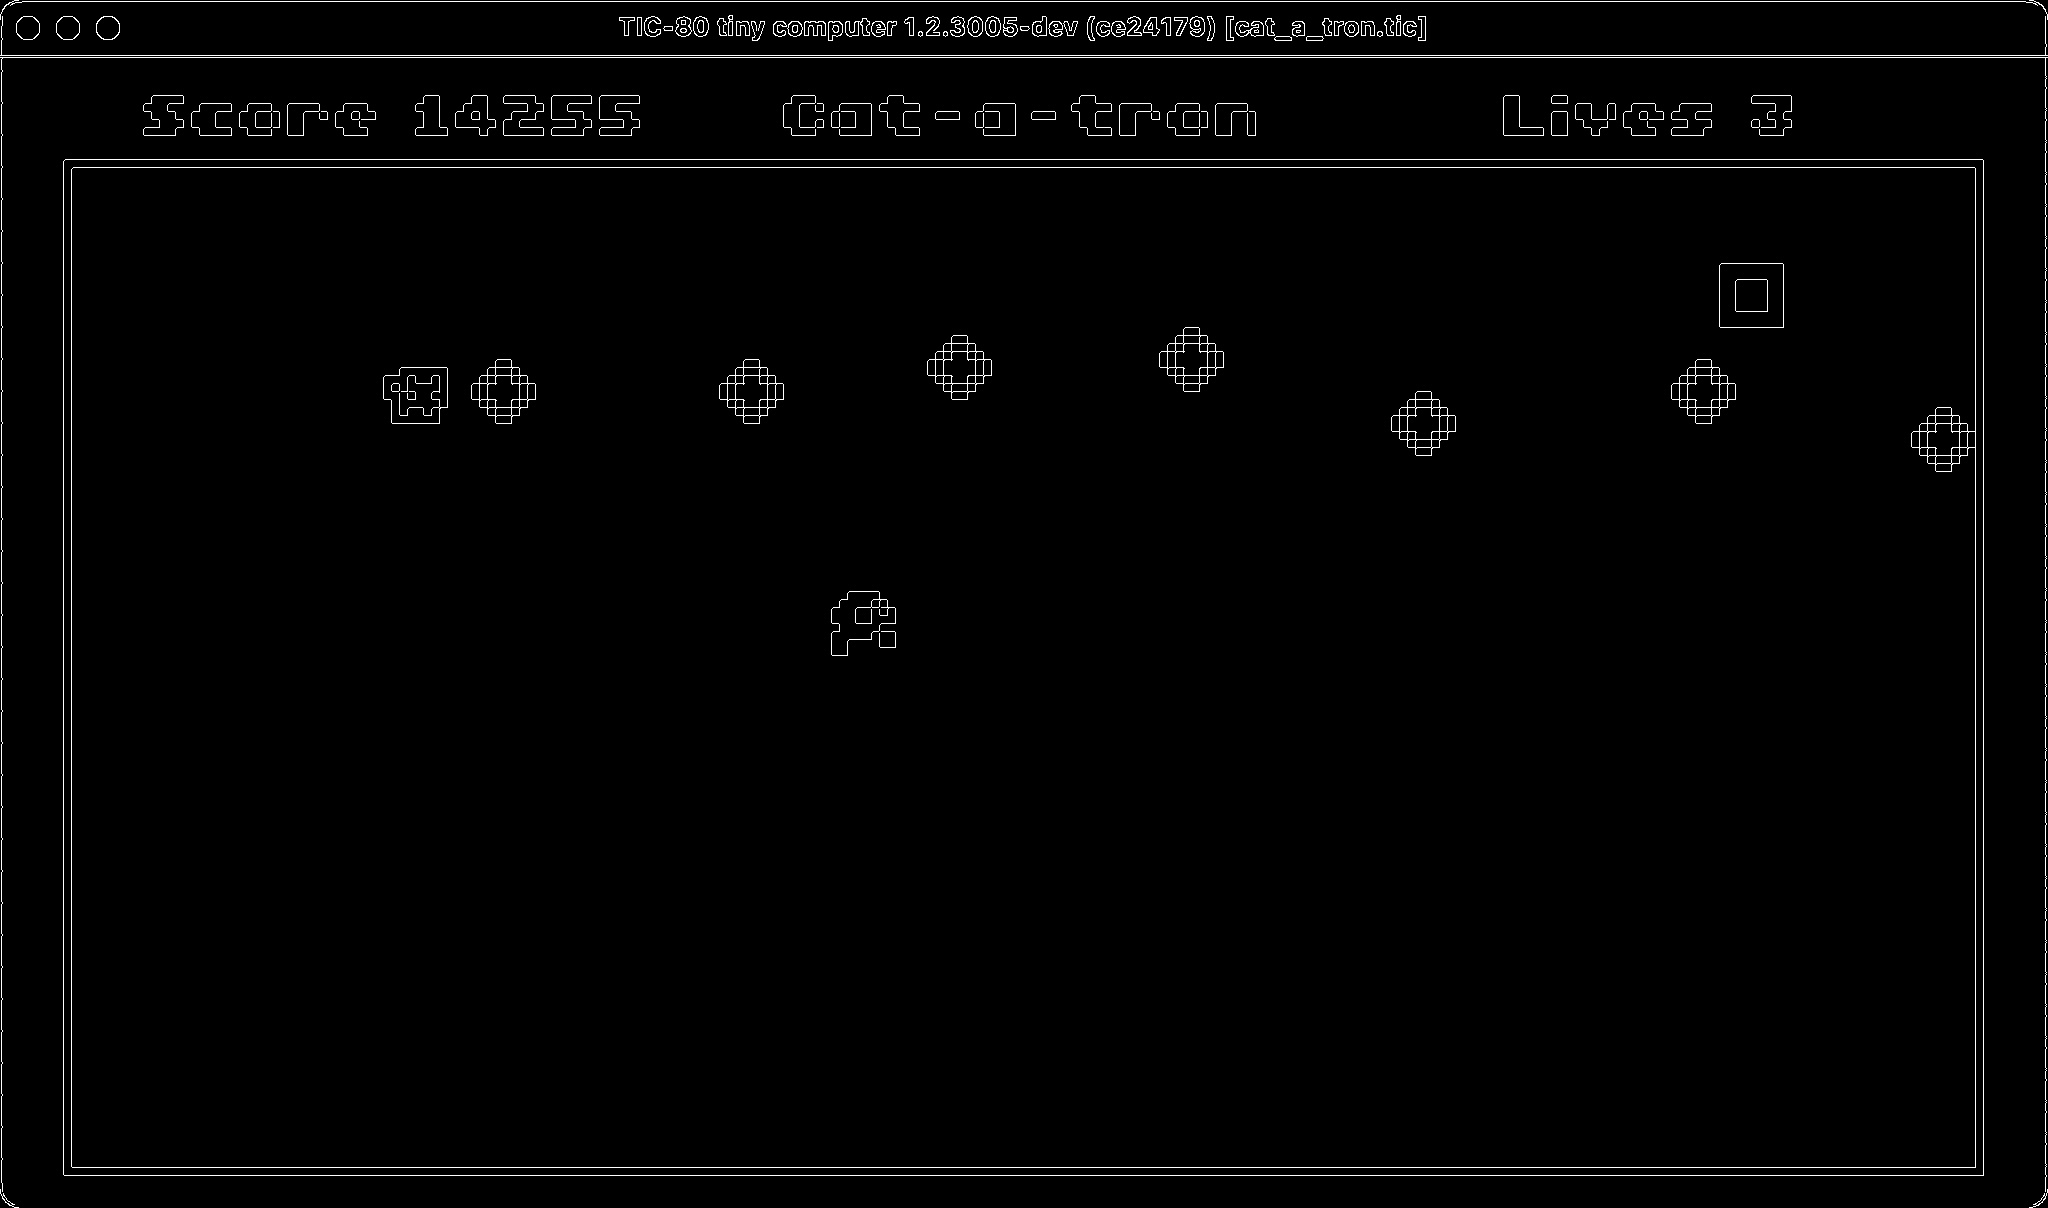 TIC-80 tiny computer 1.2.3005-dev (ce24179) [cat_a_tron.tic]
Score 14255 Cat-a-tron Lives 3